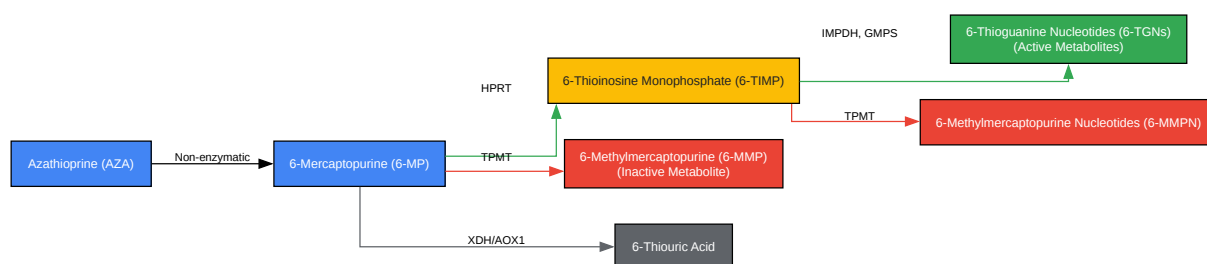 IMPDH, GMPS
6-Thioguanine Nucleotides (6-TGNs)
(Active Metabolites)
6-Thioinosine Monophosphate (6-TIMP)
HPRT
TPMT
6-Methylmercaptopurine Nucleotides (6-MMPN)
Azathioprine (AZA)
Non-enzymatic
6-Mercaptopurine (6-MP)
TPMT
6-Methylmercaptopurine (6-MMP)
(Inactive Metabolite)
XDH/AOX1
6-Thiouric Acid